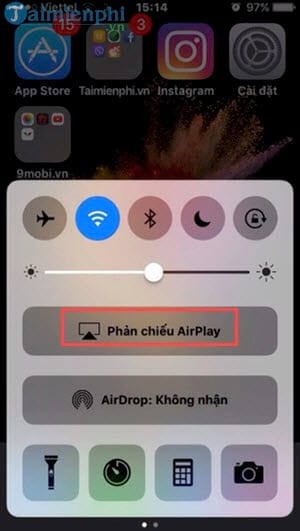 Taimienphi
.vn
Viettel 15:14 97%
15 3
App Store Taimienphi.vn Instagram Cài đặt
9mobi.vn
Phản chiếu AirPlay
AirDrop: Không nhận